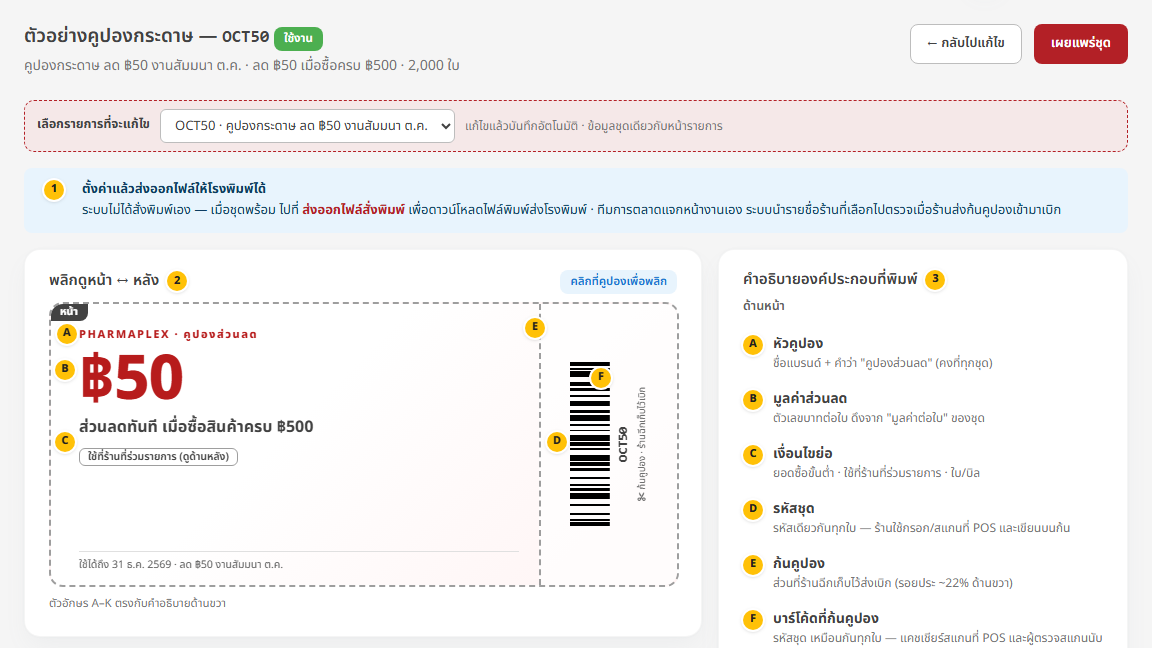 ตัวอย่างคูปองกระดาษ — OCT50 ใช้งาน
คูปองกระดาษ ลด ฿50 งานสัมมนา ต.ค. · ลด ฿50 เมื่อซื้อครบ ฿500 · 2,000 ใบ
← กลับไปแก้ไข
เผยแพร่ชุด
เลือกรายการที่จะแก้ไข
OCT50 · คูปองกระดาษ ลด ฿50 งานสัมมนา ต.ค.
แก้ไขแล้วบันทึกอัตโนมัติ · ข้อมูลชุดเดียวกับหน้ารายการ
1 ตั้งค่าแล้วส่งออกไฟล์ให้โรงพิมพ์ได้
ระบบไม่ได้สั่งพิมพ์เอง — เมื่อชุดพร้อม ไปที่ ส่งออกไฟล์สั่งพิมพ์ เพื่อดาวน์โหลดไฟล์พิมพ์ส่งโรงพิมพ์ · ทีมการตลาดแจกหน้างานเอง ระบบนำรายชื่อร้านที่เลือกไปตรวจเมื่อร้านส่งก้นคูปองเข้ามาเบิก
พลิกดูหน้า ↔ หลัง 2
คลิกที่คูปองเพื่อพลิก
หน้า
A PHARMAPLEX · คูปองส่วนลด
B ฿50
C ส่วนลดทันที เมื่อซื้อสินค้าครบ ฿500
ใช้ที่ร้านที่ร่วมรายการ (ดูด้านหลัง)
ใช้ได้ถึง 31 ธ.ค. 2569 · ลด ฿50 งานสัมมนา ต.ค.
E
F
D
OCT50
✂ ก้นคูปอง · ร้านฉีกเก็บไว้เบิก
ตัวอักษร A–K ตรงกับคำอธิบายด้านขวา
คำอธิบายองค์ประกอบที่พิมพ์ 3
ด้านหน้า
A หัวคูปอง
ชื่อแบรนด์ + คำว่า "คูปองส่วนลด" (คงที่ทุกชุด)
B มูลค่าส่วนลด
ตัวเลขบาทต่อใบ ดึงจาก "มูลค่าต่อใบ" ของชุด
C เงื่อนไขย่อ
ยอดซื้อขั้นต่ำ · ใช้ที่ร้านที่ร่วมรายการ · ใบ/บิล
D รหัสชุด
รหัสเดียวกันทุกใบ — ร้านใช้กรอก/สแกนที่ POS และเขียนบนก้น
E ก้นคูปอง
ส่วนที่ร้านฉีกเก็บไว้ส่งเบิก (รอยประ ~22% ด้านขวา)
F บาร์โค้ดที่ก้นคูปอง
รหัสชุด เหมือนกันทุกใบ — แคชเชียร์สแกนที่ POS และผู้ตรวจสแกนนับ